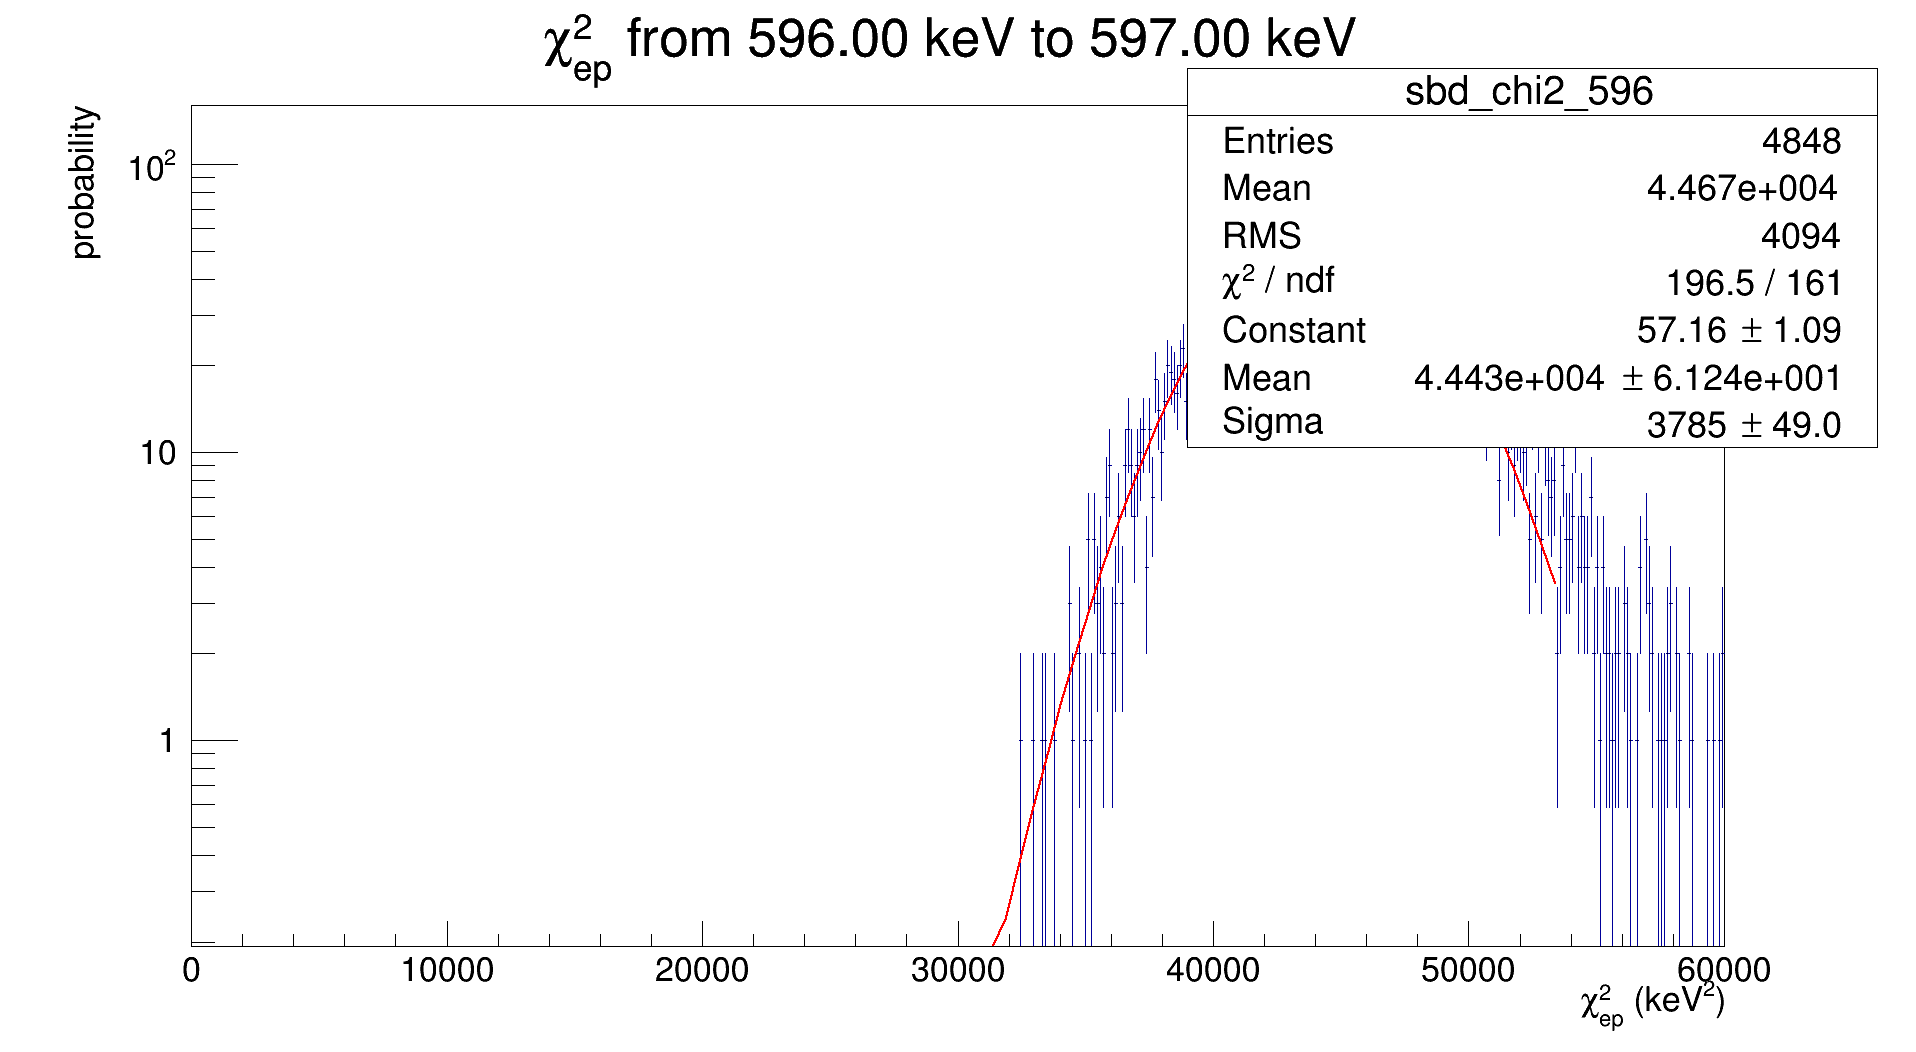 χ²ep from 596.00 keV to 597.00 keV
probability
sbd_chi2_596
Entries 4848
Mean 4.467e+004
RMS 4094
χ² / ndf 196.5 / 161
Constant 57.16 ± 1.09
Mean 4.443e+004 ± 6.124e+001
Sigma 3785 ± 49.0
10²
10
1
0 10000 20000 30000 40000 50000 60000
χ²ep (keV²)